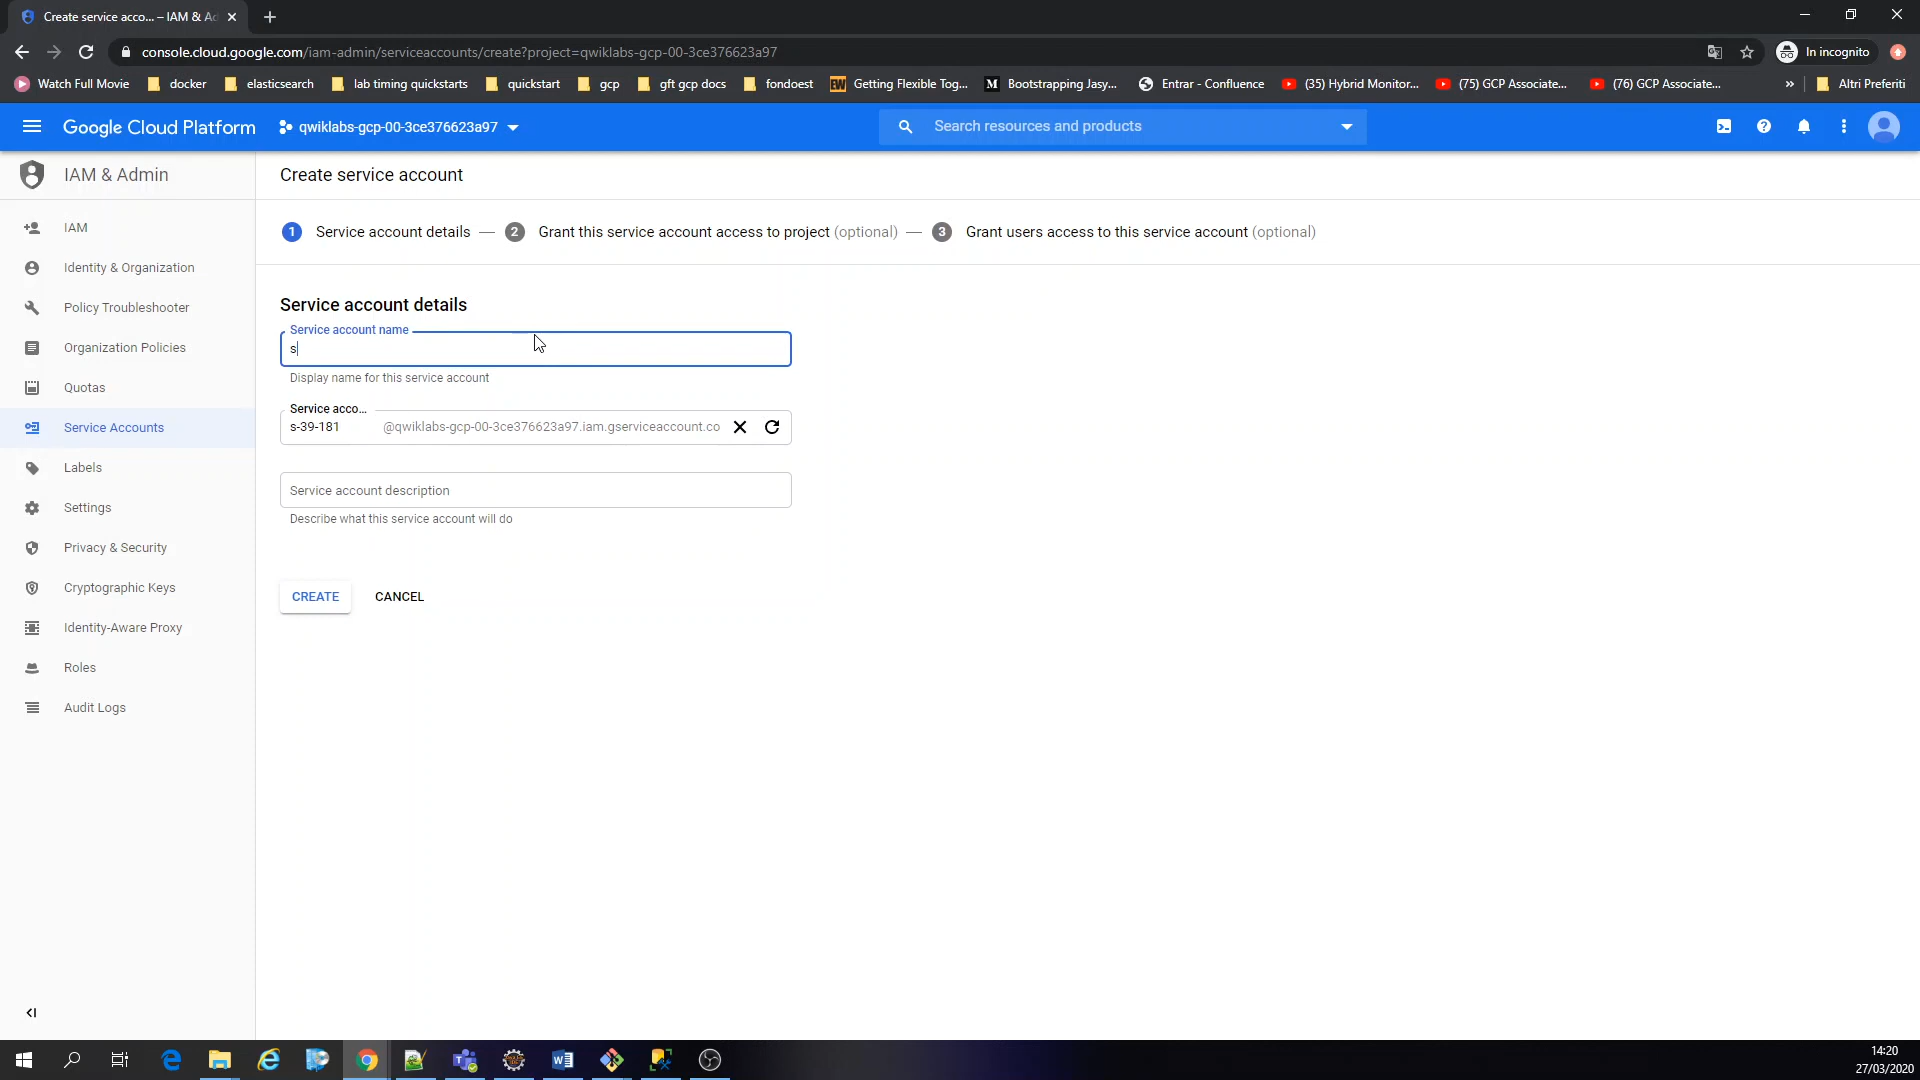 Create service acco... – IAM & Ad
console.cloud.google.com/iam-admin/serviceaccounts/create?project=qwiklabs-gcp-00-3ce376623a97
In incognito
Watch Full Movie
docker
elasticsearch
lab timing quickstarts
quickstart
gcp
gft gcp docs
fondoest
Getting Flexible Tog...
Bootstrapping Jasy...
Entrar - Confluence
(35) Hybrid Monitor...
(75) GCP Associate...
(76) GCP Associate...
»
Altri Preferiti
Google Cloud Platform
qwiklabs-gcp-00-3ce376623a97
Search resources and products
IAM & Admin
Create service account
IAM
Identity & Organization
Policy Troubleshooter
Organization Policies
Quotas
Service Accounts
Labels
Settings
Privacy & Security
Cryptographic Keys
Identity-Aware Proxy
Roles
Audit Logs
1 Service account details — 2 Grant this service account access to project (optional) — 3 Grant users access to this service account (optional)
Service account details
Service account name
s
Display name for this service account
Service acco...
s-39-181 @qwiklabs-gcp-00-3ce376623a97.iam.gserviceaccount.co
Service account description
Describe what this service account will do
CREATE
CANCEL
14:20
27/03/2020